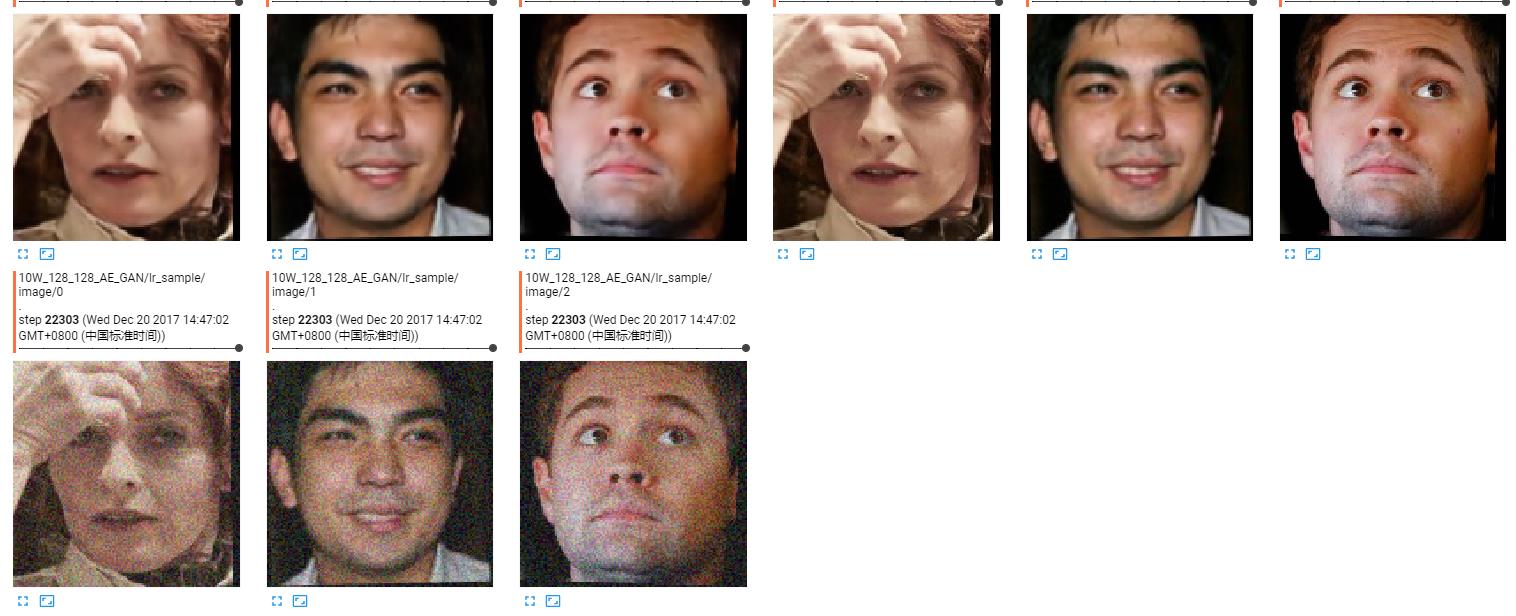 10W_128_128_AE_GAN/lr_sample/
image/0
.
step 22303 (Wed Dec 20 2017 14:47:02
GMT+0800 (中国标准时间))
10W_128_128_AE_GAN/lr_sample/
image/1
.
step 22303 (Wed Dec 20 2017 14:47:02
GMT+0800 (中国标准时间))
10W_128_128_AE_GAN/lr_sample/
image/2
.
step 22303 (Wed Dec 20 2017 14:47:02
GMT+0800 (中国标准时间))